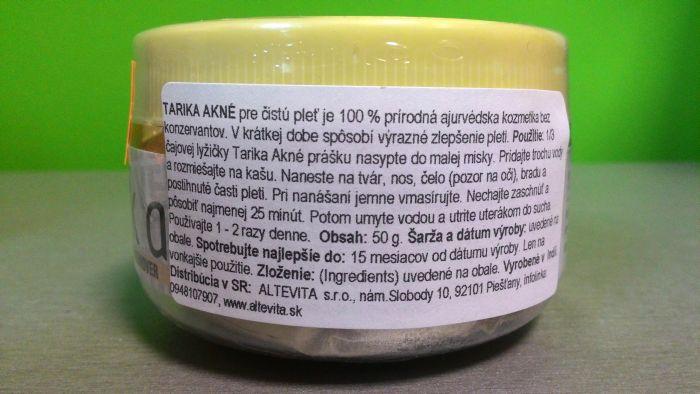 TARIKA AKNÉ pre čistú pleť je 100 % prírodná ajurvédska kozmetika bez
konzervantov. V krátkej dobe spôsobí výrazné zlepšenie pleti. Použitie: 1/3
čajovej lyžičky Tarika Akné prášku nasypte do malej misky. Pridajte trochu vody
a rozmiešajte na kašu. Naneste na tvár, nos, čelo (pozor na oči), bradu a
postihnuté časti pleti. Pri nanášaní jemne vmasírujte. Nechajte zaschnúť a
pôsobiť najmenej 25 minút. Potom umyte vodou a utrite uterákom do sucha.
Používajte 1 - 2 razy denne. Obsah: 50 g. Šarža a dátum výroby: uvedené na
obale. Spotrebujte najlepšie do: 15 mesiacov od dátumu výroby. Len na
vonkajšie použitie. Zloženie: (Ingredients) uvedené na obale. Vyrobené v Indii
Distribúcia v SR: ALTEVITA s.r.o., nám.Slobody 10, 92101 Piešťany, infolinka
0948107907, www.altevita.sk